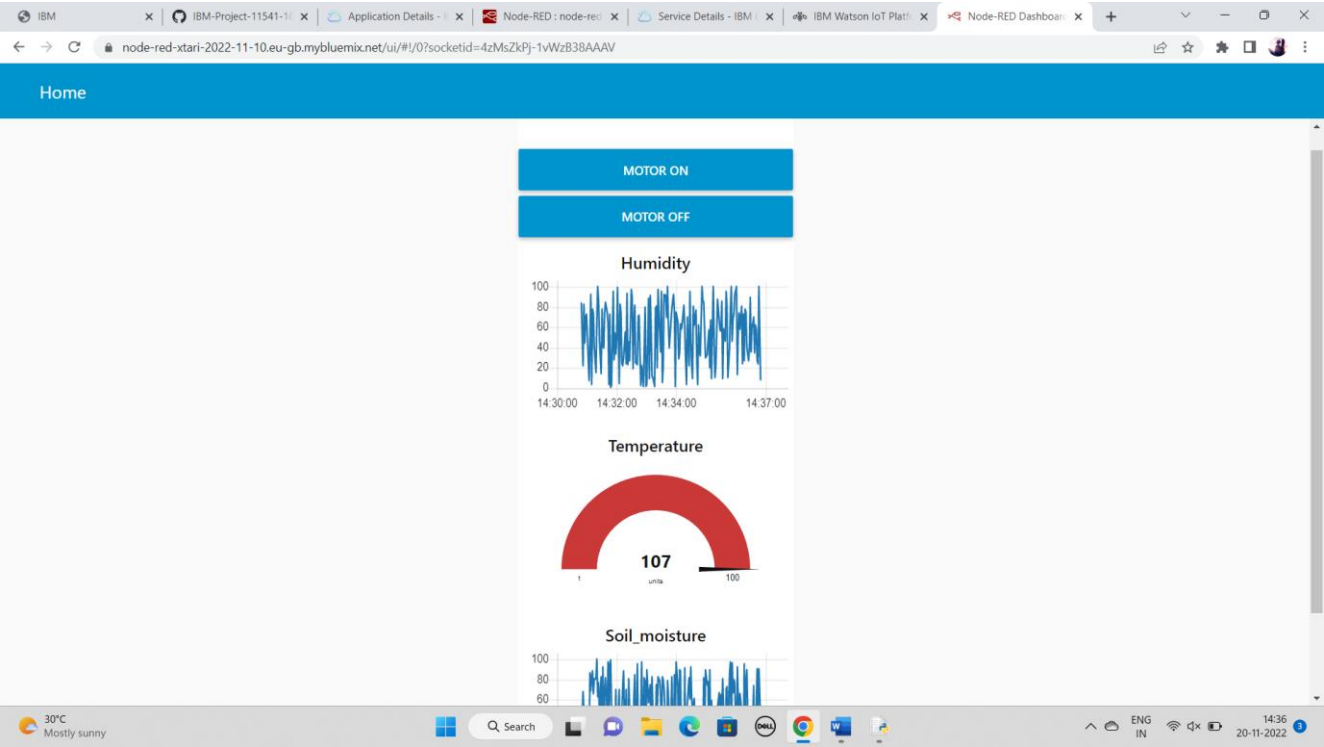 IBM
IBM-Project-11541-1
Application Details -
Node-RED : node-red
Service Details - IBM
IBM Watson IoT Platf
Node-RED Dashboard
node-red-xtari-2022-11-10.eu-gb.mybluemix.net/ui/#!/0?socketid=4zMsZkPj-1vWzB38AAAV
Home
MOTOR ON
MOTOR OFF
Humidity
100
80
60
40
20
0
14:30:00 14:32:00 14:34:00 14:37:00
Temperature
107
units
1 100
Soil_moisture
100
80
60
30°C
Mostly sunny
Search
DELL
W
ENG
IN
14:36
20-11-2022
3